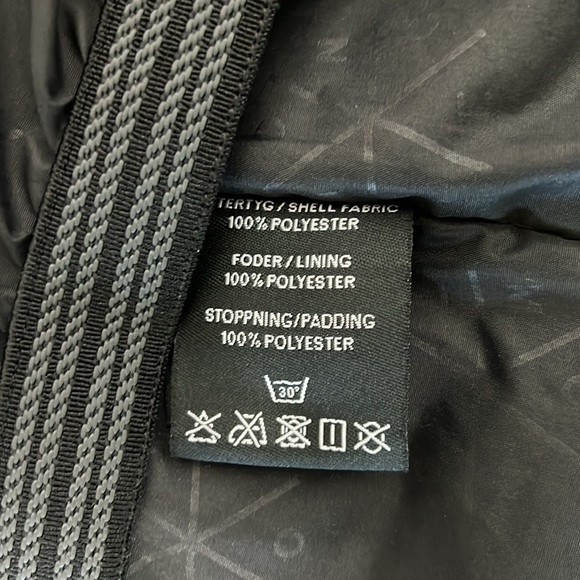 TERTYG / SHELL FABRIC
100% POLYESTER
FODER / LINING
100% POLYESTER
STOPPNING/PADDING
100% POLYESTER
30°